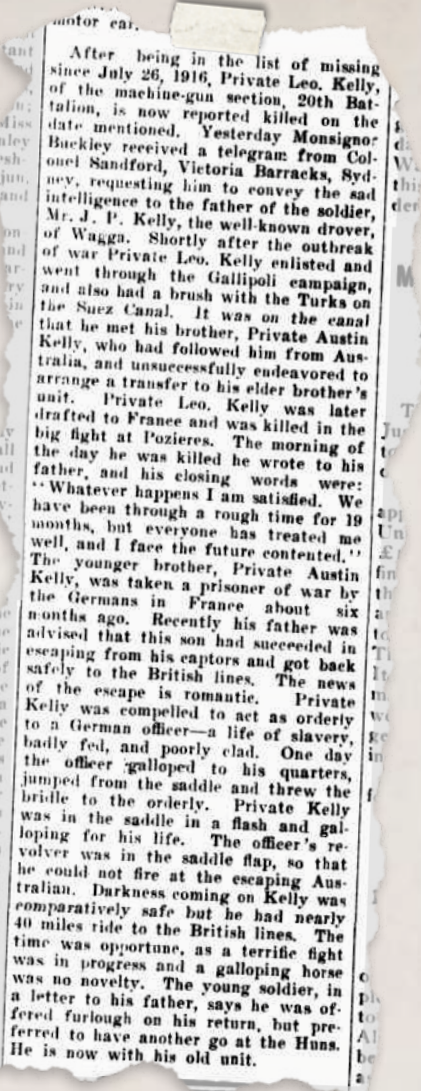 motor car.
After being in the list of missing
since July 26, 1916, Private Leo. Kelly,
of the machine-gun section, 20th Bat-
talion, is now reported killed on the
date mentioned. Yesterday Monsignor
Buckley received a telegram from Col-
onel Sandford, Victoria Barracks, Syd-
ney, requesting him to convey the sad
intelligence to the father of the soldier,
Mr. J. P. Kelly, the well-known drover,
of Wagga. Shortly after the outbreak
of war Private Leo. Kelly enlisted and
went through the Gallipoli campaign,
and also had a brush with the Turks on
the Suez Canal. It was on the canal
that he met his brother, Private Austin
Kelly, who had followed him from Aus-
tralia, and unsuccessfully endeavored to
arrange a transfer to his elder brother's
unit. Private Leo. Kelly was later
drafted to France and was killed in the
big fight at Pozieres. The morning of
the day he was killed he wrote to his
father, and his closing words were:
"Whatever happens I am satisfied. We
have been through a rough time for 19
months, but everyone has treated me
well, and I face the future contented."
The younger brother, Private Austin
Kelly, was taken a prisoner of war by
the Germans in France about six
months ago. Recently his father was
advised that this son had succeeded in
escaping from his captors and got back
safely to the British lines. The news
of the escape is romantic. Private
Kelly was compelled to act as orderly
to a German officer—a life of slavery,
badly fed, and poorly clad. One day
the officer galloped to his quarters,
jumped from the saddle and threw the
bridle to the orderly. Private Kelly
was in the saddle in a flash and gal-
loping for his life. The officer's re-
volver was in the saddle flap, so that
he could not fire at the escaping Aus-
tralian. Darkness coming on Kelly was
comparatively safe but he had nearly
40 miles ride to the British lines. The
time was opportune, as a terrific fight
was in progress and a galloping horse
was no novelty. The young soldier, in
a letter to his father, says he was of-
fered furlough on his return, but pre-
ferred to have another go at the Huns.
He is now with his old unit.